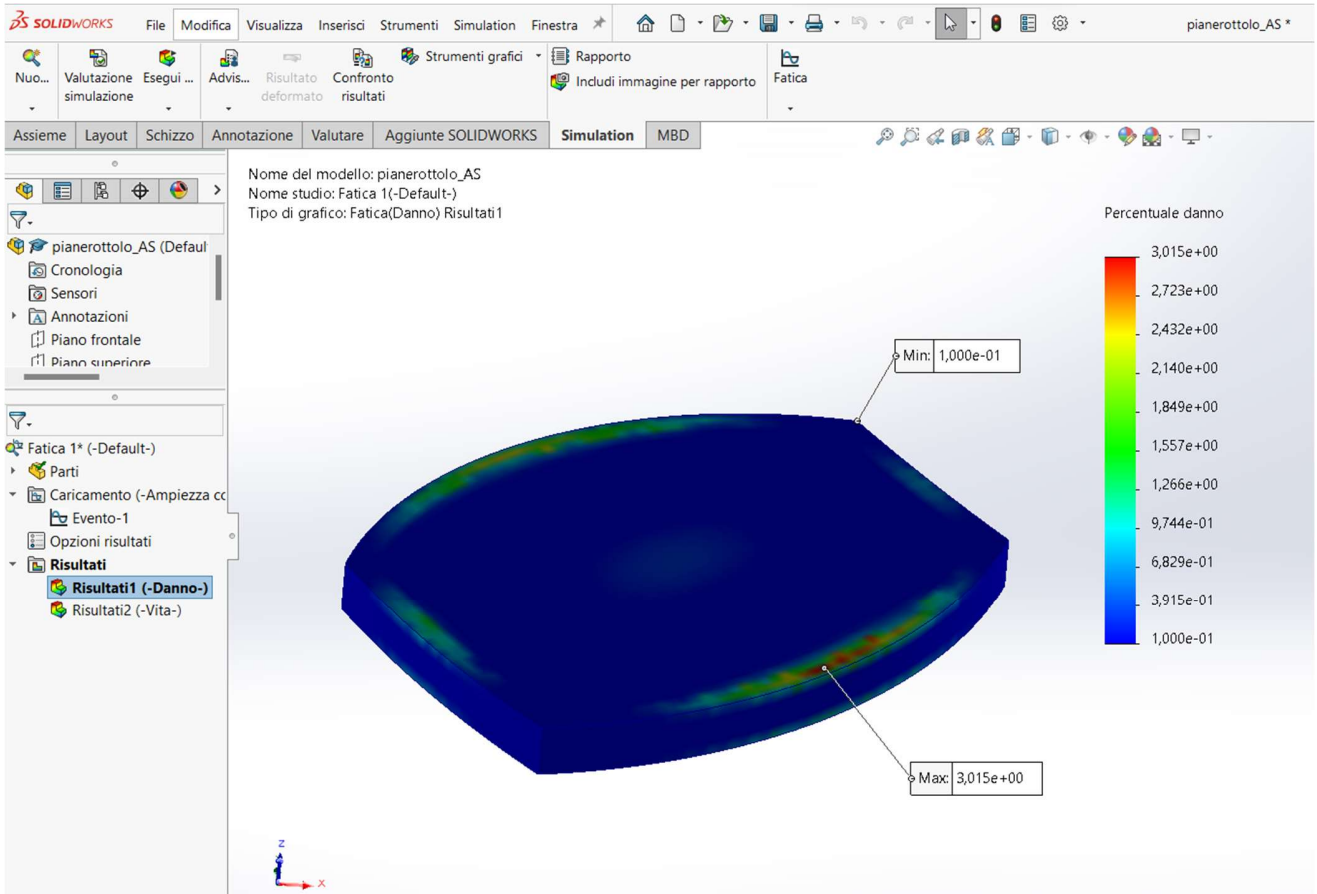 SOLIDWORKS File Modifica Visualizza Inserisci Strumenti Simulation Finestra pianerottolo_AS *
Nuo... Valutazione simulazione Esegui ... Advis... Risultato deformato Confronto risultati Strumenti grafici Rapporto Fatica
Includi immagine per rapporto
Assieme Layout Schizzo Annotazione Valutare Aggiunte SOLIDWORKS Simulation MBD
pianerottolo_AS (Defaul
Cronologia
Sensori
Annotazioni
Piano frontale
Piano superiore
Fatica 1* (-Default-)
Parti
Caricamento (-Ampiezza cc
Evento-1
Opzioni risultati
Risultati
Risultati1 (-Danno-)
Risultati2 (-Vita-)
Nome del modello: pianerottolo_AS
Nome studio: Fatica 1(-Default-)
Tipo di grafico: Fatica(Danno) Risultati1
Percentuale danno
3,015e+00
2,723e+00
2,432e+00
2,140e+00
1,849e+00
1,557e+00
1,266e+00
9,744e-01
6,829e-01
3,915e-01
1,000e-01
Min: 1,000e-01
Max: 3,015e+00
z
x